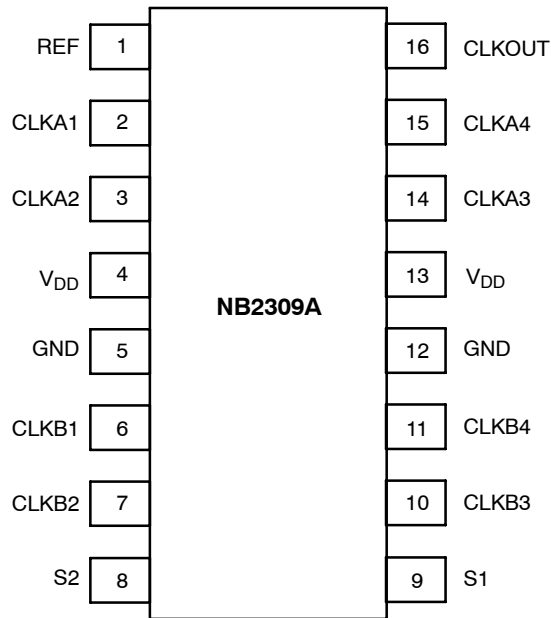 REF 1 16 CLKOUT
CLKA1 2 15 CLKA4
CLKA2 3 14 CLKA3
VDD 4 13 VDD
NB2309A
GND 5 12 GND
CLKB1 6 11 CLKB4
CLKB2 7 10 CLKB3
S2 8 9 S1